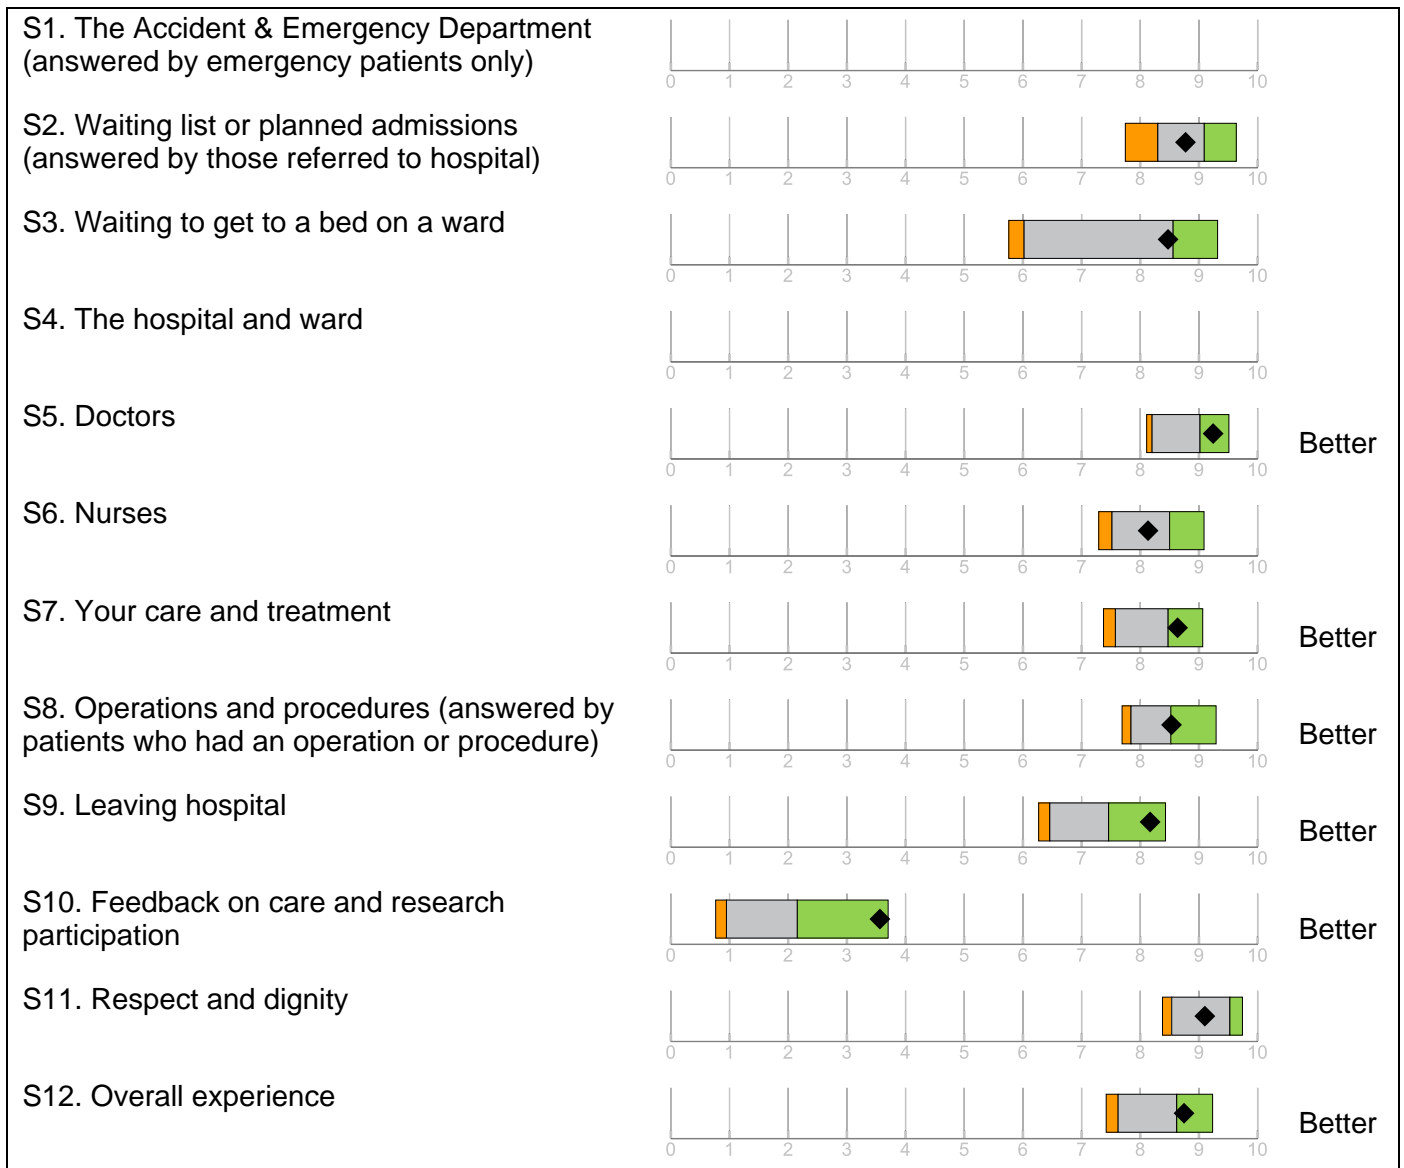 S1. The Accident & Emergency Department
(answered by emergency patients only)
0 1 2 3 4 5 6 7 8 9 10
S2. Waiting list or planned admissions
(answered by those referred to hospital)
0 1 2 3 4 5 6 7 8 9 10
S3. Waiting to get to a bed on a ward
0 1 2 3 4 5 6 7 8 9 10
S4. The hospital and ward
0 1 2 3 4 5 6 7 8 9 10
S5. Doctors
Better
0 1 2 3 4 5 6 7 8 9 10
S6. Nurses
0 1 2 3 4 5 6 7 8 9 10
S7. Your care and treatment
Better
0 1 2 3 4 5 6 7 8 9 10
S8. Operations and procedures (answered by
patients who had an operation or procedure)
Better
0 1 2 3 4 5 6 7 8 9 10
S9. Leaving hospital
Better
0 1 2 3 4 5 6 7 8 9 10
S10. Feedback on care and research
participation
Better
0 1 2 3 4 5 6 7 8 9 10
S11. Respect and dignity
0 1 2 3 4 5 6 7 8 9 10
S12. Overall experience
Better
0 1 2 3 4 5 6 7 8 9 10